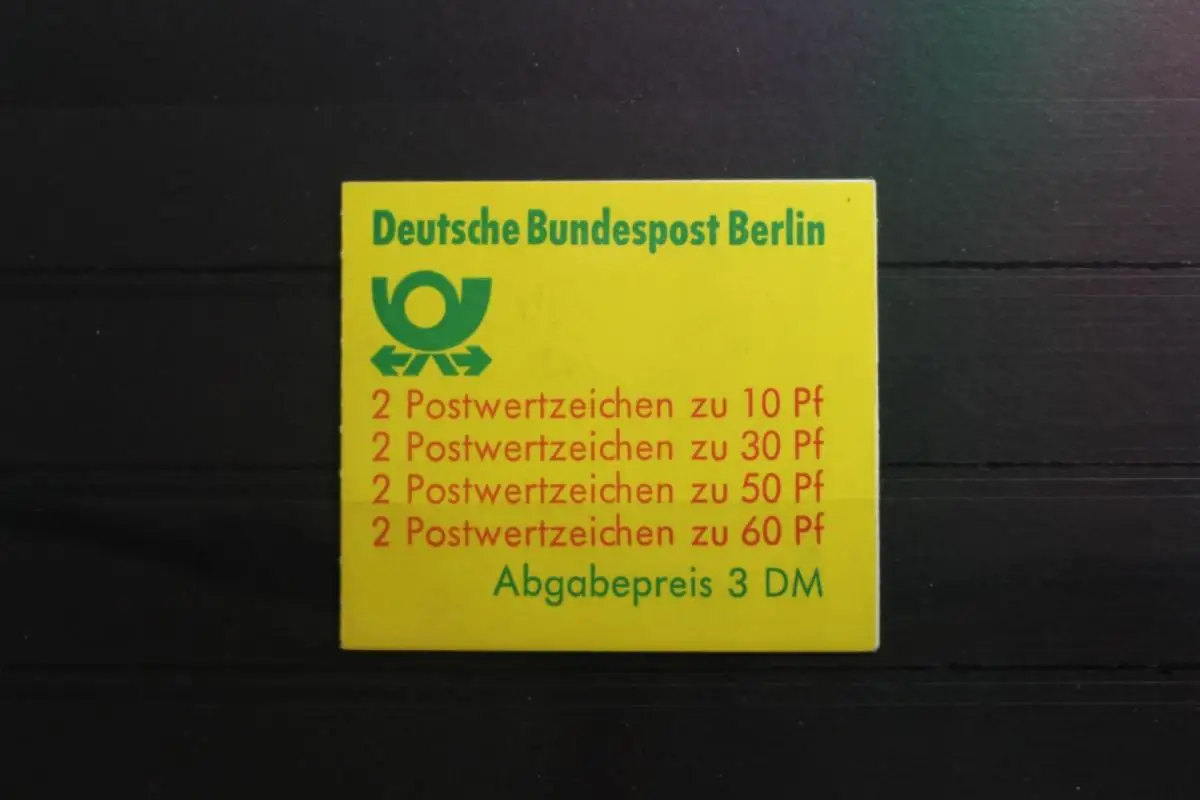 Deutsche Bundespost Berlin
2 Postwertzeichen zu 10 Pf
2 Postwertzeichen zu 30 Pf
2 Postwertzeichen zu 50 Pf
2 Postwertzeichen zu 60 Pf
Abgabepreis 3 DM